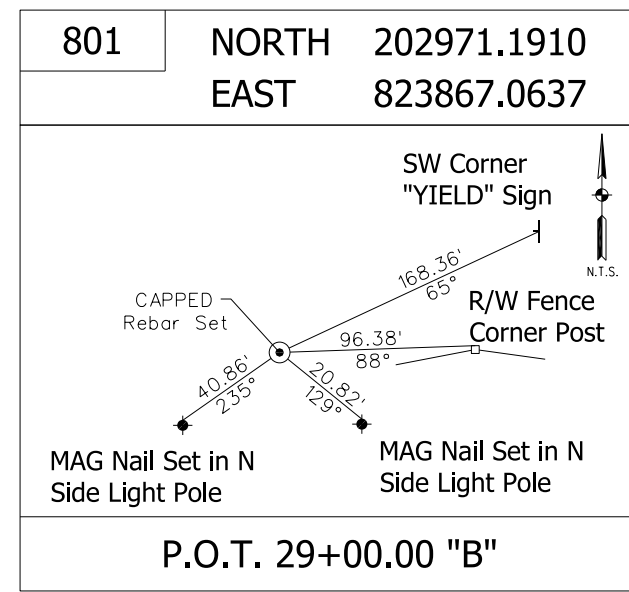 801
NORTH 202971.1910
EAST 823867.0637
SW Corner
"YIELD" Sign
N.T.S.
168.36'
65°
R/W Fence
Corner Post
CAPPED
Rebar Set
96.38'
88°
40.86'
235°
20.82'
129°
MAG Nail Set in N
Side Light Pole
MAG Nail Set in N
Side Light Pole
P.O.T. 29+00.00 "B"